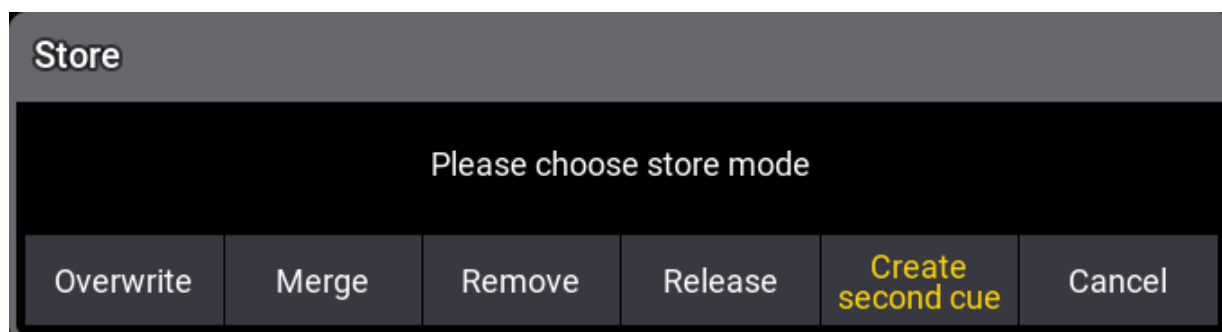 Store
Please choose store mode
Overwrite Merge Remove Release Create second cue Cancel